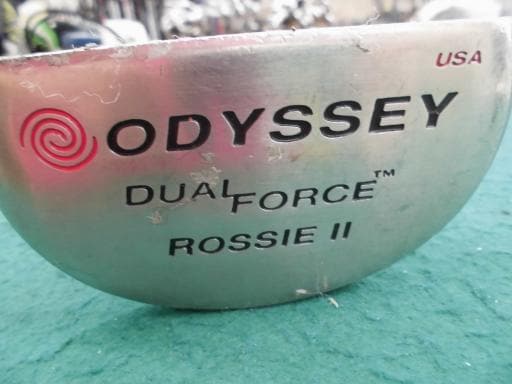 USA
ODYSSEY
DUAL FORCE™
ROSSIE II